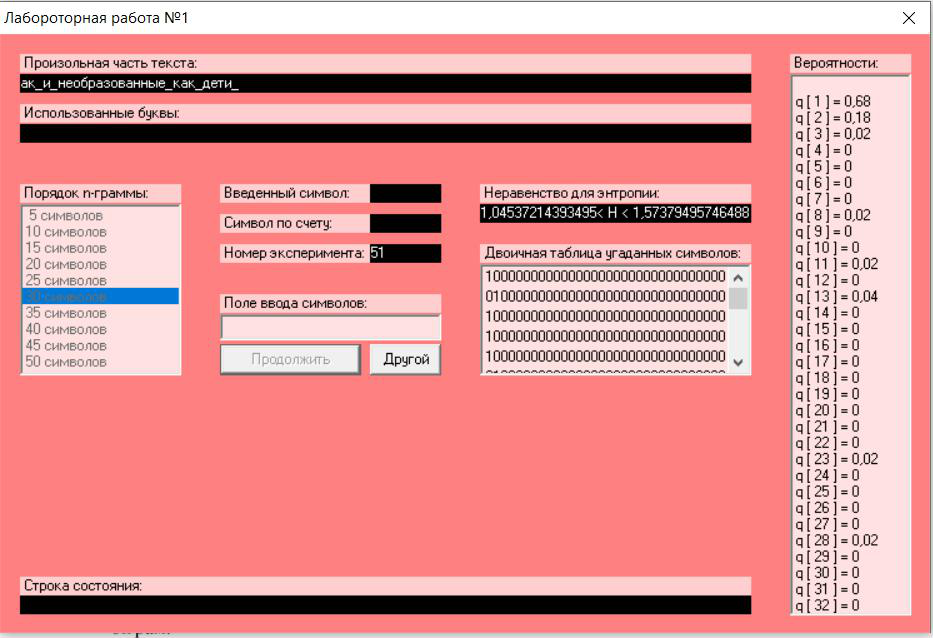 Лабороторная работа №1
Произольная часть текста:
ак_и_необразованные_как_дети_
Использованные буквы:
Порядок n-граммы:
5 символов
10 символов
15 символов
20 символов
25 символов
30 символов
35 символов
40 символов
45 символов
50 символов
Введенный символ:
Символ по счету:
Номер эксперимента: 51
Поле ввода символов:
Продолжить
Другой
Неравенство для энтропии:
1,04537214393495< H < 1,57379495746488
Двоичная таблица угаданных символов:
10000000000000000000000000000000
01000000000000000000000000000000
10000000000000000000000000000000
10000000000000000000000000000000
10000000000000000000000000000000
Вероятности:
q[1]=0,68
q[2]=0,18
q[3]=0,02
q[4]=0
q[5]=0
q[6]=0
q[7]=0
q[8]=0,02
q[9]=0
q[10]=0
q[11]=0,02
q[12]=0
q[13]=0,04
q[14]=0
q[15]=0
q[16]=0
q[17]=0
q[18]=0
q[19]=0
q[20]=0
q[21]=0
q[22]=0
q[23]=0,02
q[24]=0
q[25]=0
q[26]=0
q[27]=0
q[28]=0,02
q[29]=0
q[30]=0
q[31]=0
q[32]=0
Строка состояния: